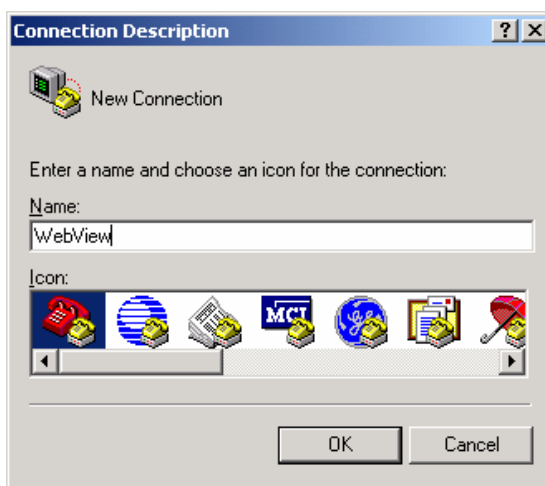 Connection Description
New Connection
Enter a name and choose an icon for the connection:
Name:
WebView
Icon:
MCI
OK Cancel